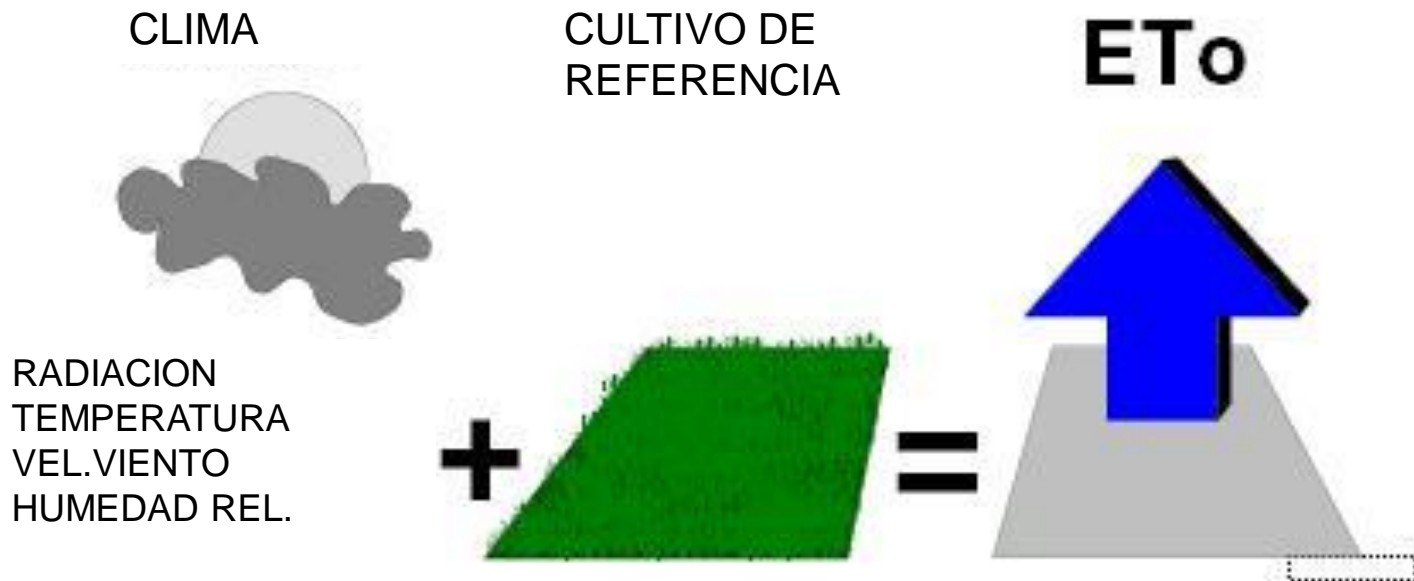 CLIMA
CULTIVO DE
REFERENCIA
ETo
RADIACION
TEMPERATURA
VEL.VIENTO
HUMEDAD REL.
+
=